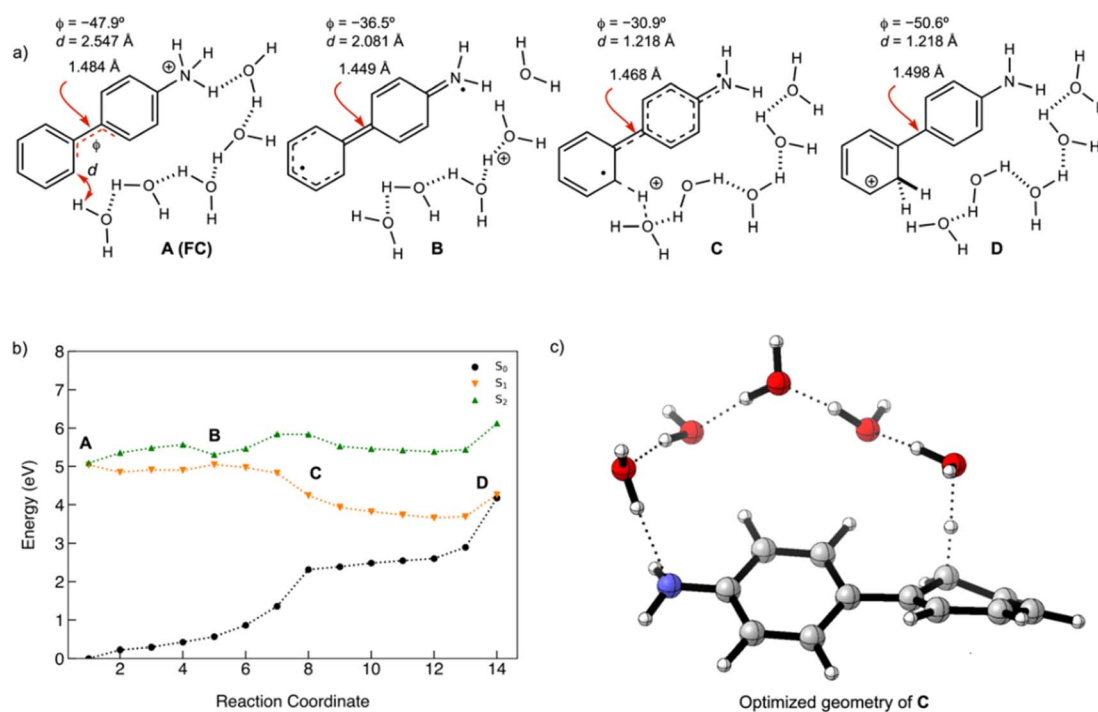 a)
ϕ = −47.9º
d = 2.547 Å
1.484 Å
ϕ
d
H
H
N
⊕
H
H
O
H
H
O
H
H
O
H
H
O
H
H
O
H
A (FC)
ϕ = −36.5º
d = 2.081 Å
1.449 Å
H
N
H
O
H
H
H
O
H
H
⊕
H
O
H
H
O
H
H
O
H
B
ϕ = −30.9º
d = 1.218 Å
1.468 Å
H
N
H
H
O
H
H
O
H
⊕
H
H
O
H
H
O
H
O
H
H
C
ϕ = −50.6º
d = 1.218 Å
1.498 Å
H
N
H
H
O
H
H
O
H
⊕
H
H
H
O
H
H
O
H
H
O
H
D
b)
8
7
6
5
4
3
2
1
0
Energy (eV)
S0
S1
S2
A
B
C
D
2 4 6 8 10 12 14
Reaction Coordinate
c)
Optimized geometry of C